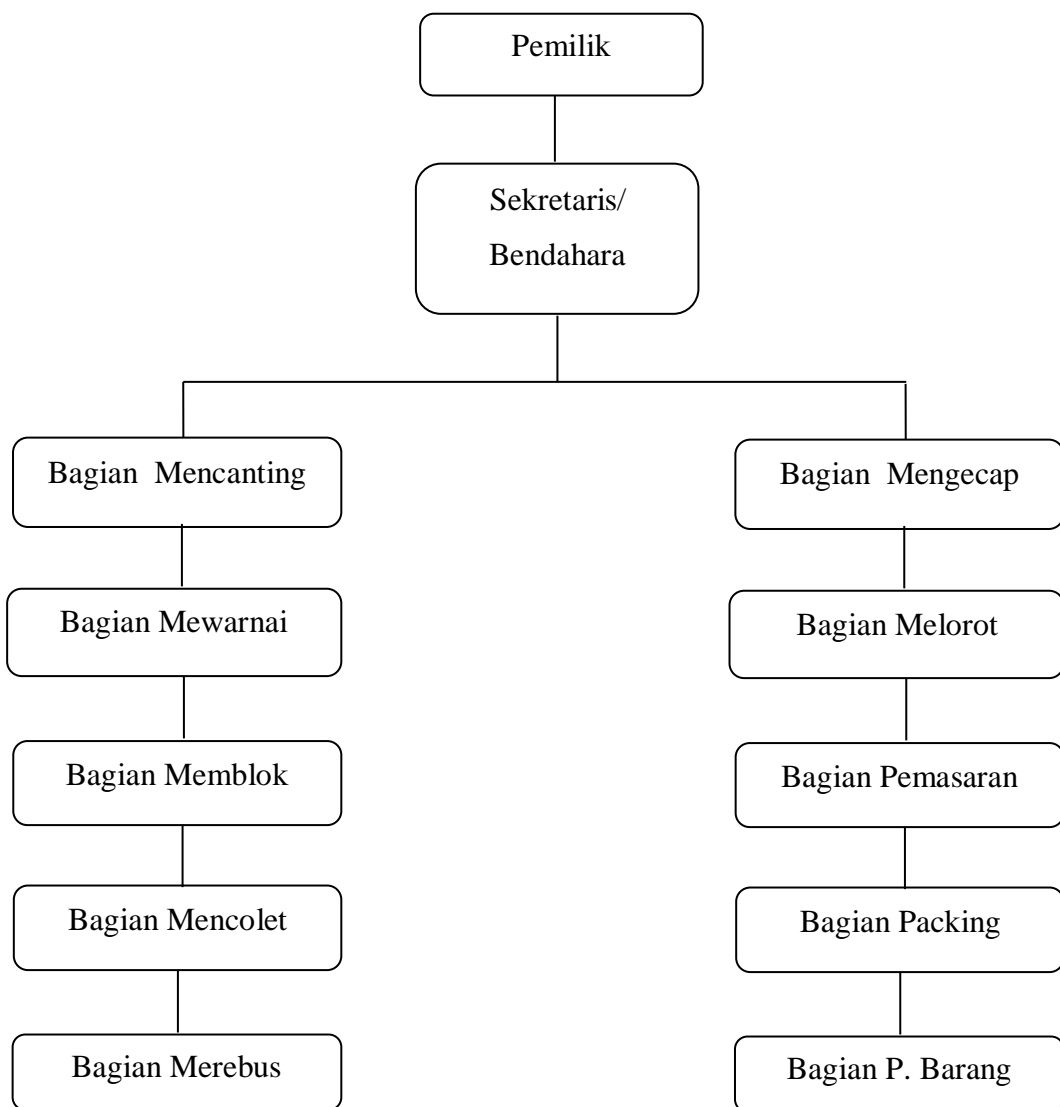 Pemilik
Sekretaris/
Bendahara
Bagian Mencanting
Bagian Mengecap
Bagian Mewarnai
Bagian Melorot
Bagian Memblok
Bagian Pemasaran
Bagian Mencolet
Bagian Packing
Bagian Merebus
Bagian P. Barang